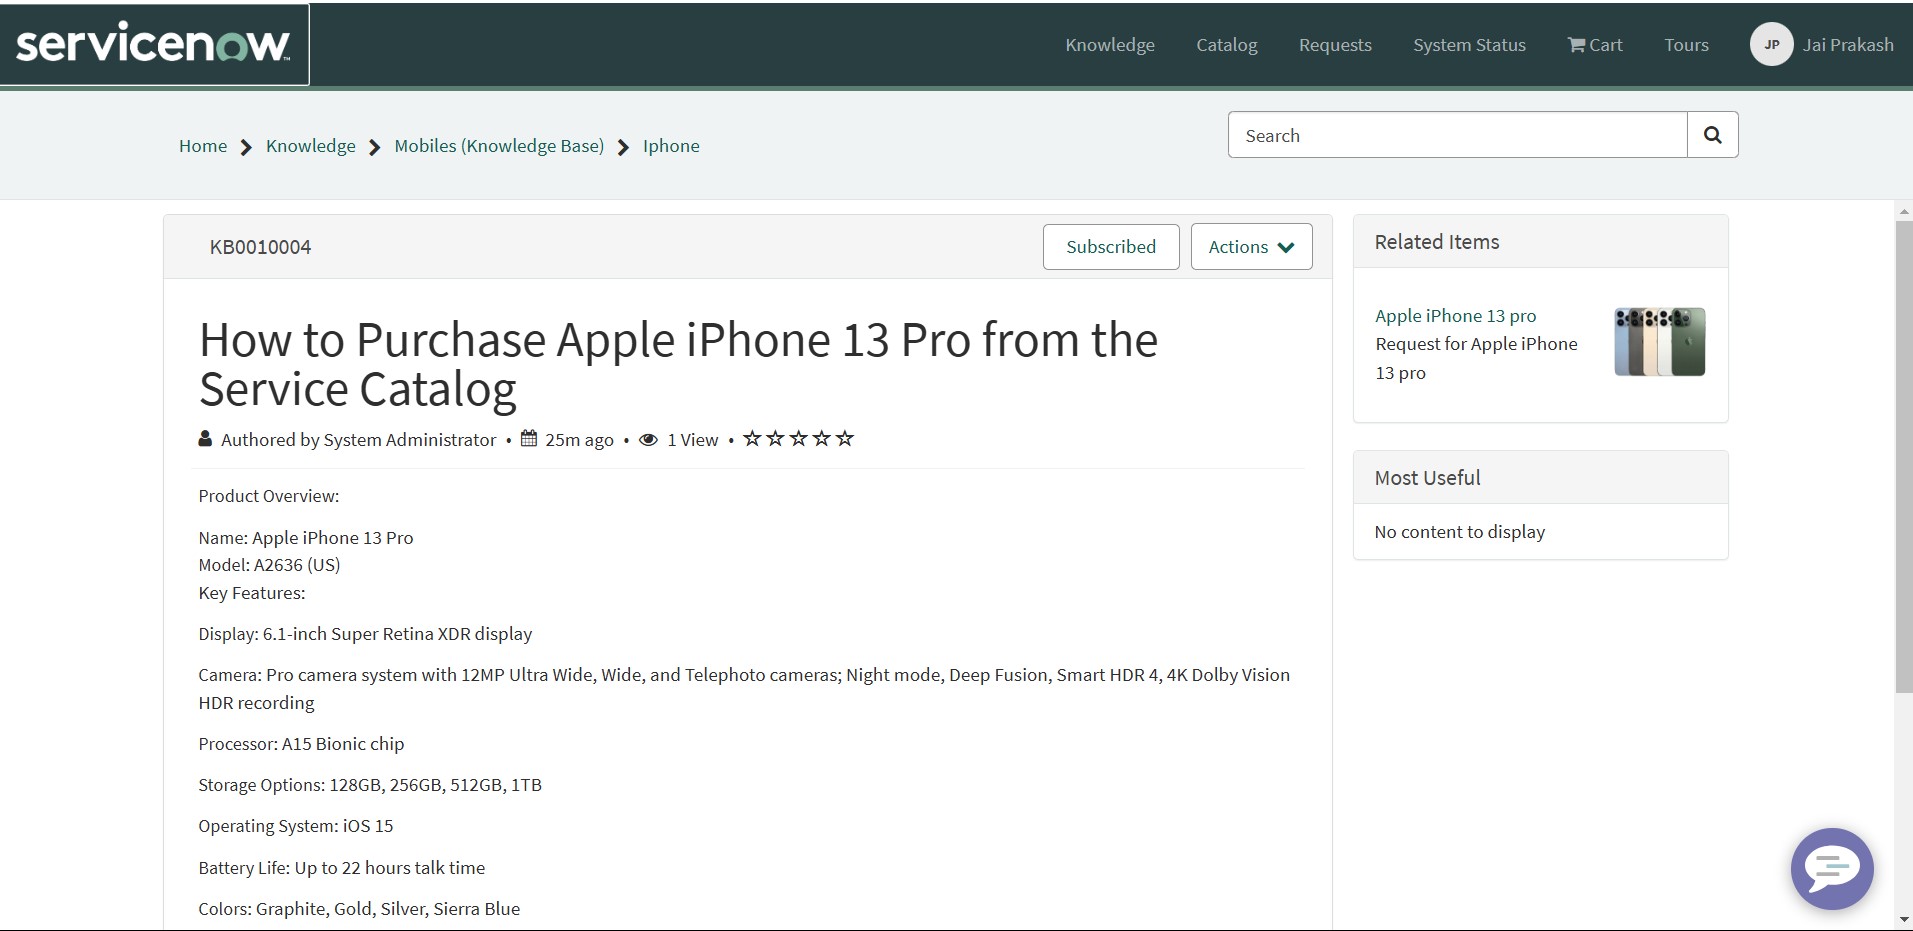 servicenow™
Knowledge
Catalog
Requests
System Status
Cart
Tours
JP
Jai Prakash
Home
Knowledge
Mobiles (Knowledge Base)
Iphone
Search
KB0010004
Subscribed
Actions
How to Purchase Apple iPhone 13 Pro from the
Service Catalog
Authored by System Administrator • 25m ago • 1 View •
Product Overview:
Name: Apple iPhone 13 Pro
Model: A2636 (US)
Key Features:
Display: 6.1-inch Super Retina XDR display
Camera: Pro camera system with 12MP Ultra Wide, Wide, and Telephoto cameras; Night mode, Deep Fusion, Smart HDR 4, 4K Dolby Vision
HDR recording
Processor: A15 Bionic chip
Storage Options: 128GB, 256GB, 512GB, 1TB
Operating System: iOS 15
Battery Life: Up to 22 hours talk time
Colors: Graphite, Gold, Silver, Sierra Blue
Related Items
Apple iPhone 13 pro
Request for Apple iPhone
13 pro
Most Useful
No content to display